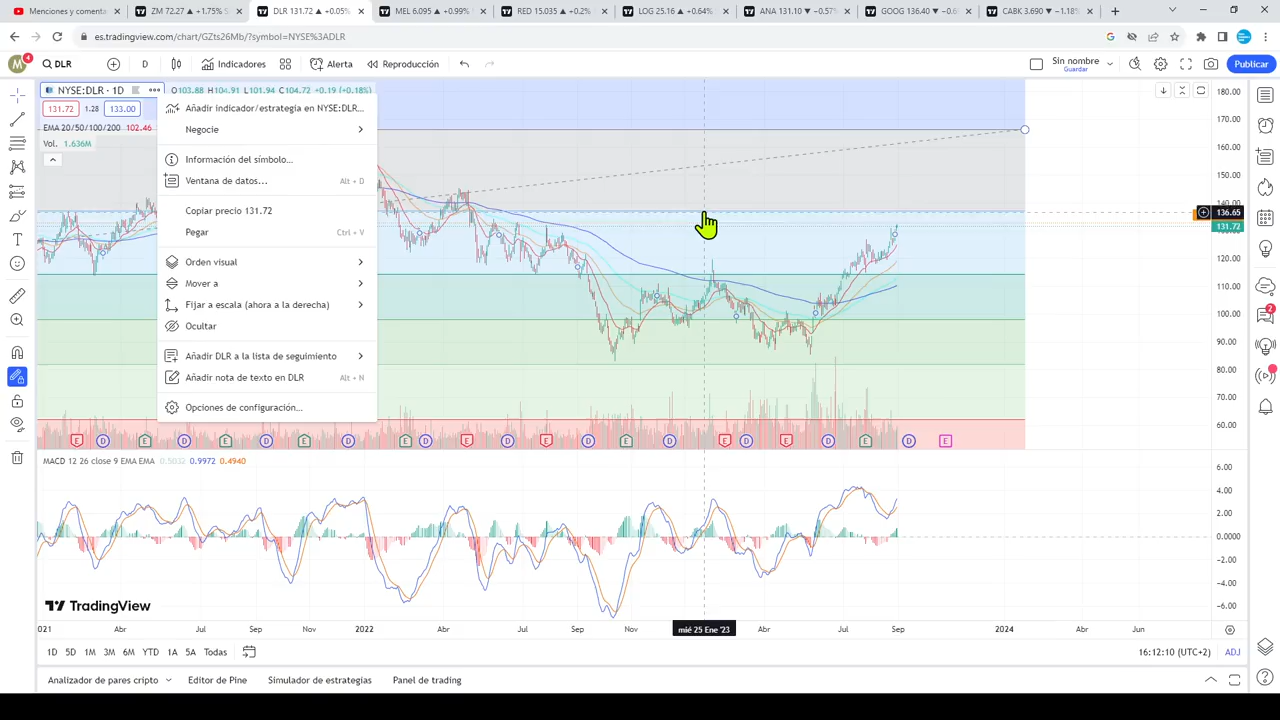 Menciones y comenta
ZM 72.27 ▲ +1.75% S
DLR 131.72 ▲ +0.05%
MEL 6.095 ▲ +0.99%
RED 15.035 ▲ +0.2%
LOG 25.16 ▲ +0.64%
ANA 131.10 ▼ −0.57%
GOOG 136.40 ▼ −0.6
CABK 3.690 ▼ −1.18%
es.tradingview.com/chart/GZts26Mb/?symbol=NYSE%3ADLR
M 4 DLR D Indicadores Alerta Reproducción Sin nombre Guardar Publicar
NYSE:DLR · 1D O103.88 H104.91 L101.94 C104.72 +0.19 (+0.18%)
131.72 1.28 133.00
EMA 20/50/100/200 102.46
Vol. 1.636M
Añadir indicador/estrategia en NYSE:DLR...
Negocie
Información del símbolo...
Ventana de datos... Alt + D
Copiar precio 131.72
Pegar Ctrl + V
Orden visual
Mover a
Fijar a escala (ahora a la derecha)
Ocultar
Añadir DLR a la lista de seguimiento
Añadir nota de texto en DLR Alt + N
Opciones de configuración...
180.00
170.00
160.00
150.00
140.00
136.65
131.72
120.00
110.00
100.00
90.00
80.00
70.00
60.00
2
E D E D E D E D E D E D E D E D E D E D E D E
MACD 12 26 close 9 EMA EMA 0.5032 0.9972 0.4940
6.00
4.00
2.00
0.0000
−2.00
−4.00
−6.00
TradingView
2021 Abr Jul Sep Nov 2022 Abr Jul Sep Nov mié 25 Ene '23 Abr Jul Sep 2024 Abr Jun
1D 5D 1M 3M 6M YTD 1A 5A Todas 16:12:10 (UTC+2) ADJ
Analizador de pares cripto Editor de Pine Simulador de estrategias Panel de trading